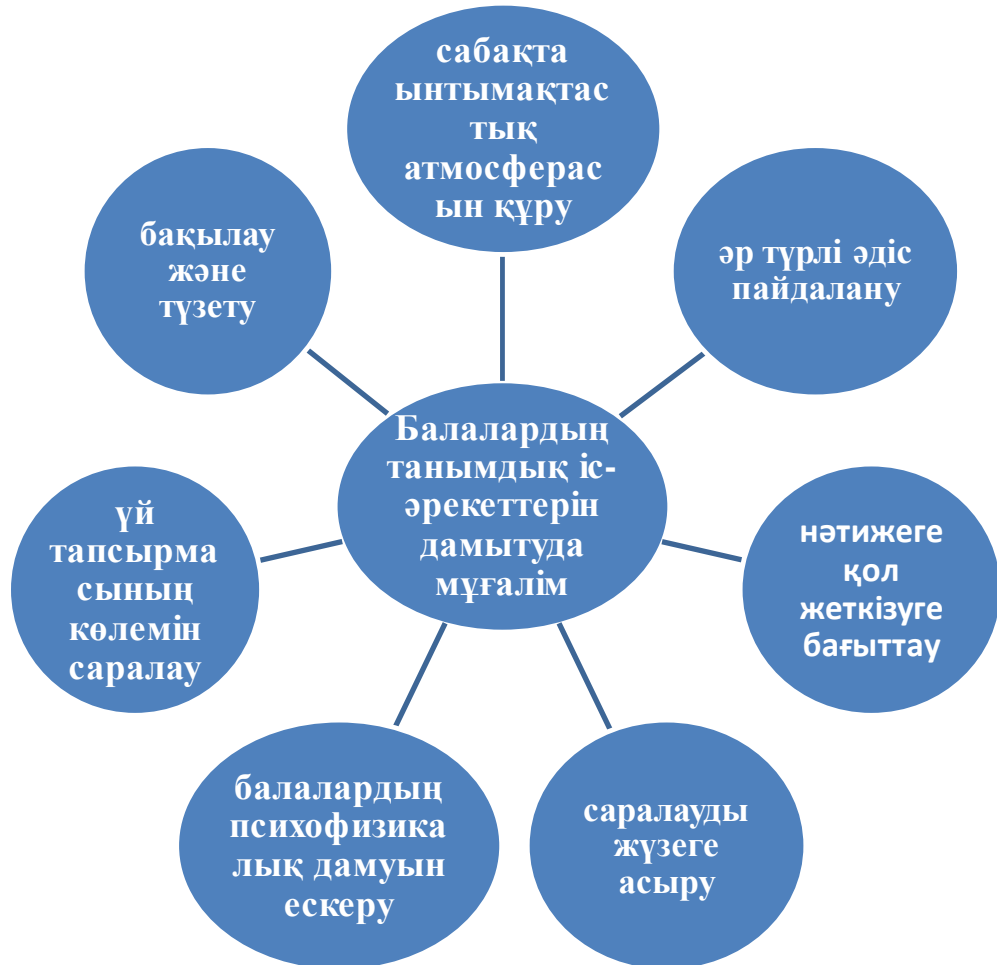 сабақта
ынтымақтас
тық
атмосферас
ын құру
әр түрлі әдіс
пайдалану
нәтижеге
қол
жеткізуге
бағыттау
саралауды
жүзеге
асыру
балалардың
психофизика
лық дамуын
ескеру
үй
тапсырма
сының
көлемін
саралау
бақылау
және
түзету
Балалардың
танымдық іс-
әрекеттерін
дамытуда
мұғалім